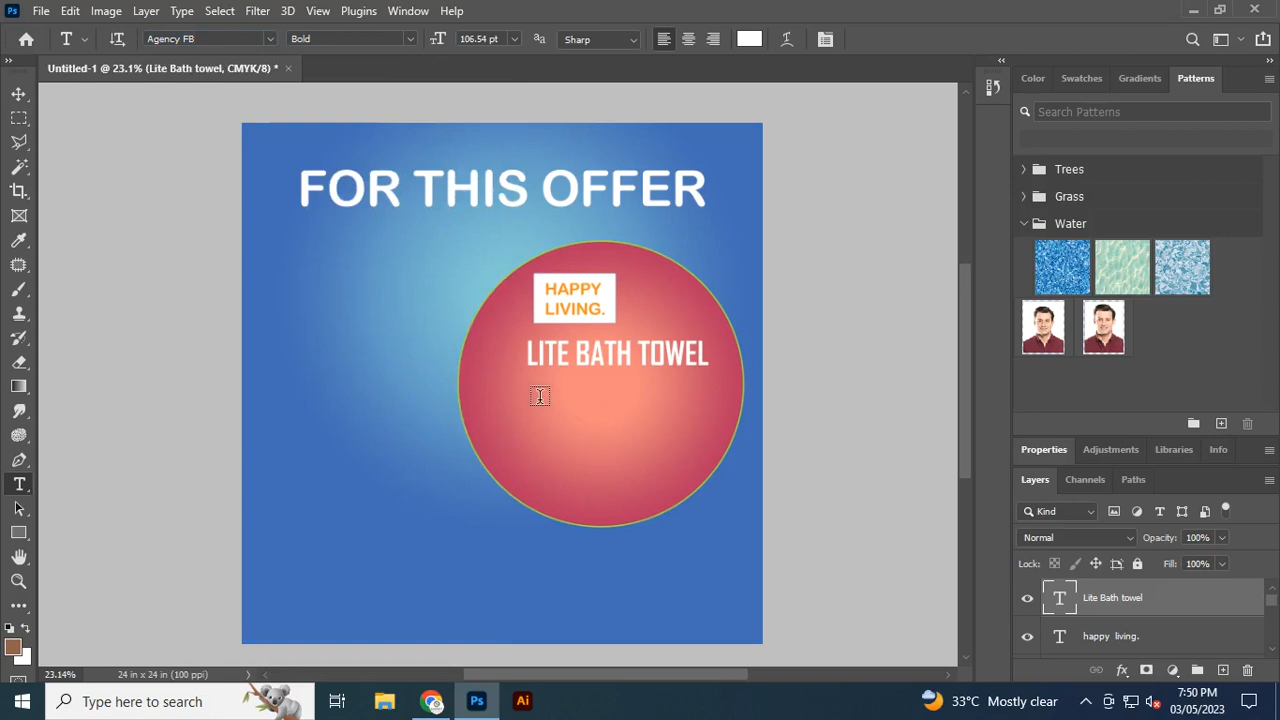 Ps File Edit Image Layer Type Select Filter 3D View Plugins Window Help
T Agency FB Bold 106.54 pt Sharp
Untitled-1 @ 23.1% (Lite Bath towel, CMYK/8) *
Color Swatches Gradients Patterns
Search Patterns
Trees
Grass
Water
FOR THIS OFFER
HAPPY
LIVING.
LITE BATH TOWEL
Properties Adjustments Libraries Info
Layers Channels Paths
Kind
Normal Opacity: 100%
Lock: Fill: 100%
T Lite Bath towel
T happy living.
23.14% 24 in x 24 in (100 ppi)
Type here to search Ps Ai 33°C Mostly clear 7:50 PM
03/05/2023